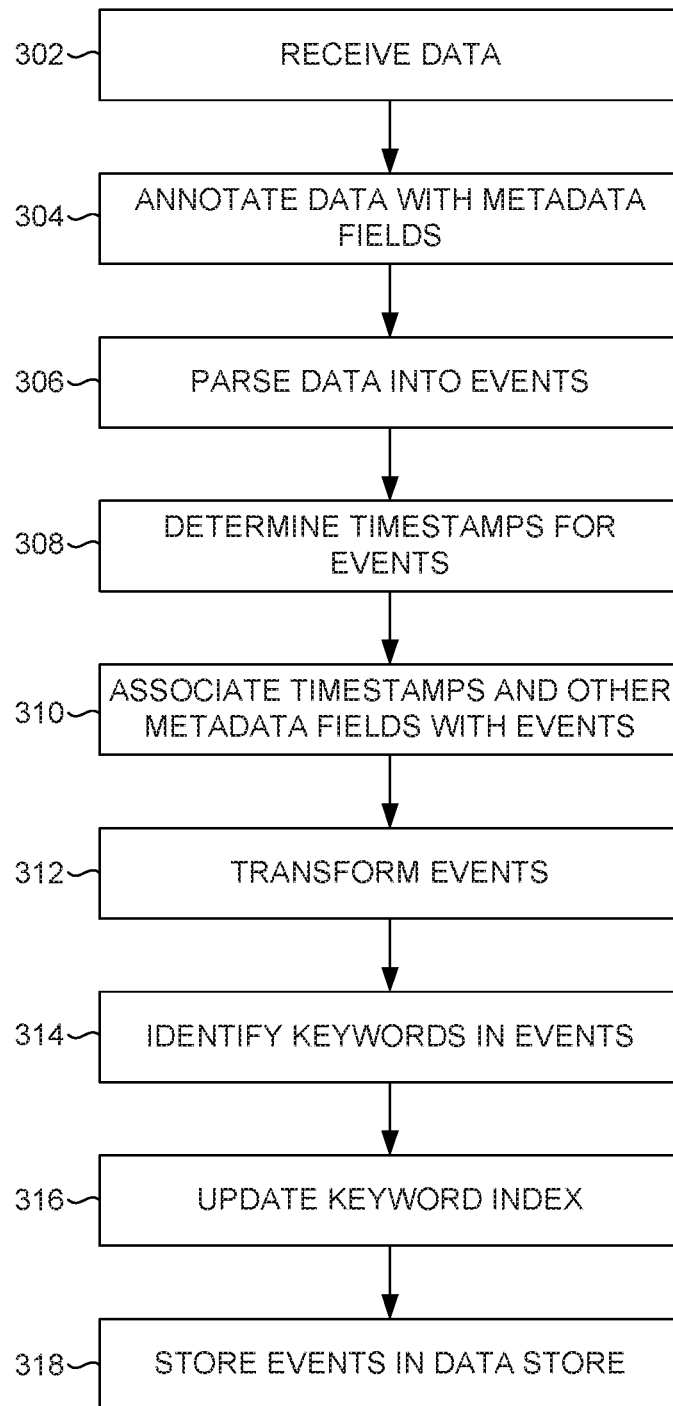 302
RECEIVE DATA
304
ANNOTATE DATA WITH METADATA
FIELDS
306
PARSE DATA INTO EVENTS
308
DETERMINE TIMESTAMPS FOR
EVENTS
310
ASSOCIATE TIMESTAMPS AND OTHER
METADATA FIELDS WITH EVENTS
312
TRANSFORM EVENTS
314
IDENTIFY KEYWORDS IN EVENTS
316
UPDATE KEYWORD INDEX
318
STORE EVENTS IN DATA STORE